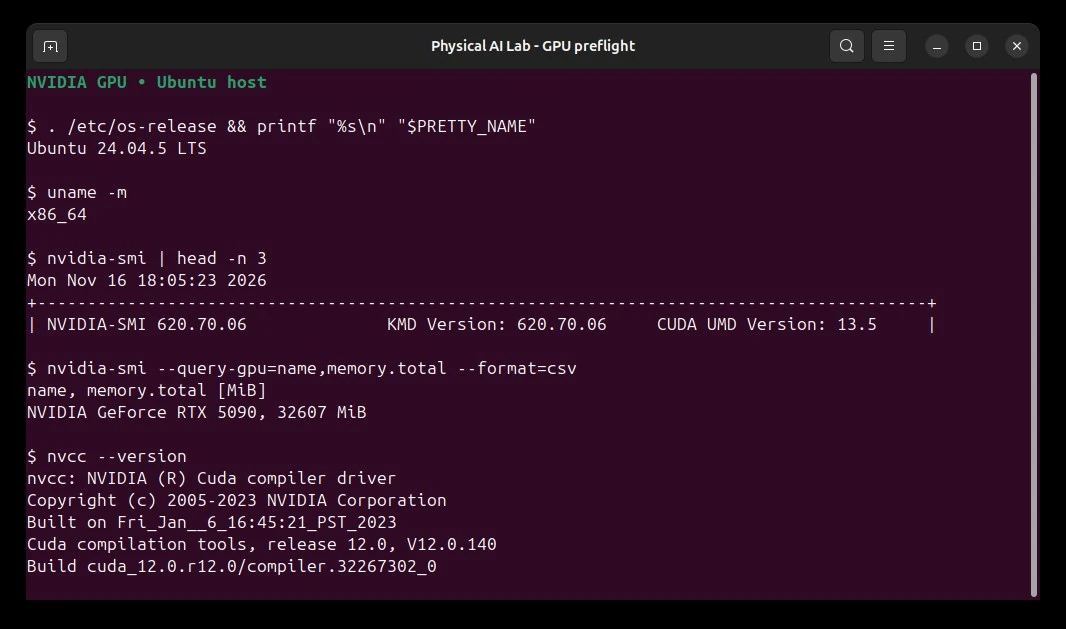 Physical AI Lab - GPU preflight
NVIDIA GPU • Ubuntu host
$ . /etc/os-release && printf "%s\n" "$PRETTY_NAME"
Ubuntu 24.04.5 LTS
$ uname -m
x86_64
$ nvidia-smi | head -n 3
Mon Nov 16 18:05:23 2026
+-----------------------------------------------------------------------------------------+
| NVIDIA-SMI 620.70.06              KMD Version: 620.70.06     CUDA UMD Version: 13.5     |
$ nvidia-smi --query-gpu=name,memory.total --format=csv
name, memory.total [MiB]
NVIDIA GeForce RTX 5090, 32607 MiB
$ nvcc --version
nvcc: NVIDIA (R) Cuda compiler driver
Copyright (c) 2005-2023 NVIDIA Corporation
Built on Fri_Jan__6_16:45:21_PST_2023
Cuda compilation tools, release 12.0, V12.0.140
Build cuda_12.0.r12.0/compiler.32267302_0